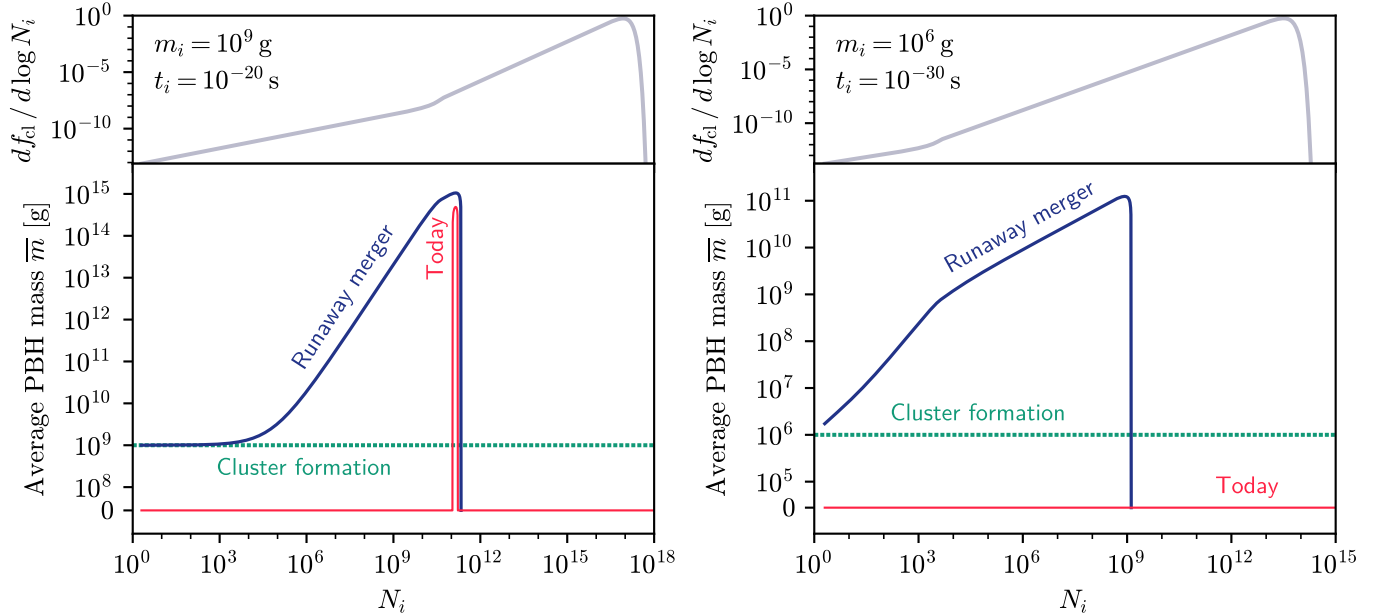 df_cl / d log N_i
10^0
10^-5
10^-10
m_i = 10^9 g
t_i = 10^-20 s
Average PBH mass m̅ [g]
10^15
10^14
10^13
10^12
10^11
10^10
10^9
10^8
0
Runaway merger
Today
Cluster formation
10^0 10^3 10^6 10^9 10^12 10^15 10^18
N_i
df_cl / d log N_i
10^0
10^-5
10^-10
m_i = 10^6 g
t_i = 10^-30 s
Average PBH mass m̅ [g]
10^11
10^10
10^9
10^8
10^7
10^6
10^5
0
Runaway merger
Cluster formation
Today
10^0 10^3 10^6 10^9 10^12 10^15
N_i